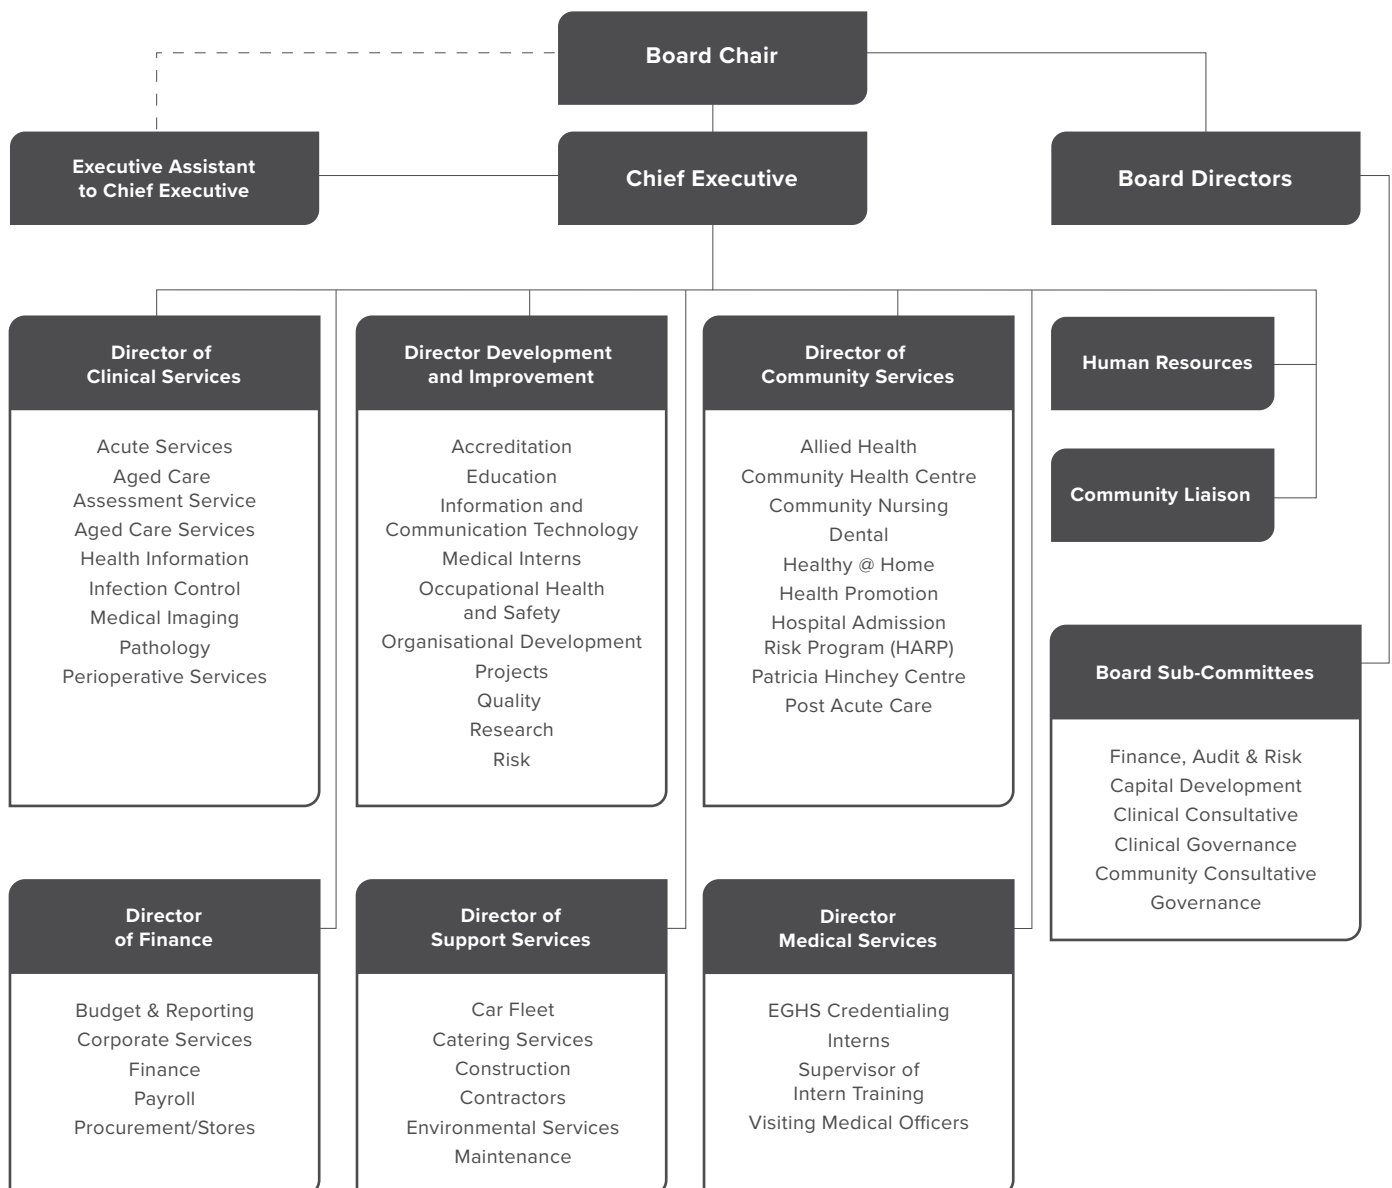 Board Chair
Executive Assistant
to Chief Executive
Chief Executive
Board Directors
Director of
Clinical Services
Acute Services
Aged Care
Assessment Service
Aged Care Services
Health Information
Infection Control
Medical Imaging
Pathology
Perioperative Services
Director Development
and Improvement
Accreditation
Education
Information and
Communication Technology
Medical Interns
Occupational Health
and Safety
Organisational Development
Projects
Quality
Research
Risk
Director of
Community Services
Allied Health
Community Health Centre
Community Nursing
Dental
Healthy @ Home
Health Promotion
Hospital Admission
Risk Program (HARP)
Patricia Hinchey Centre
Post Acute Care
Human Resources
Community Liaison
Board Sub-Committees
Finance, Audit & Risk
Capital Development
Clinical Consultative
Clinical Governance
Community Consultative
Governance
Director
of Finance
Budget & Reporting
Corporate Services
Finance
Payroll
Procurement/Stores
Director of
Support Services
Car Fleet
Catering Services
Construction
Contractors
Environmental Services
Maintenance
Director
Medical Services
EGHS Credentialing
Interns
Supervisor of
Intern Training
Visiting Medical Officers